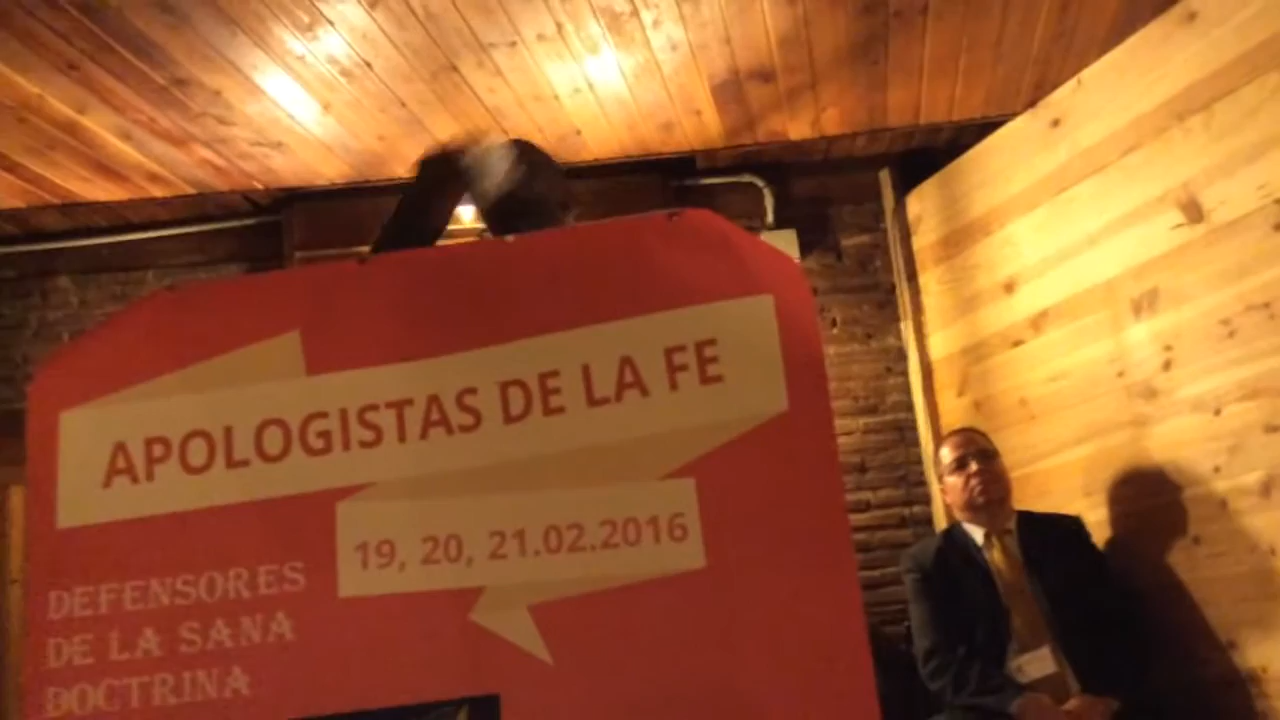 APOLOGISTAS DE LA FE
19, 20, 21.02.2016
DEFENSORES
DE LA SANA
DOCTRINA